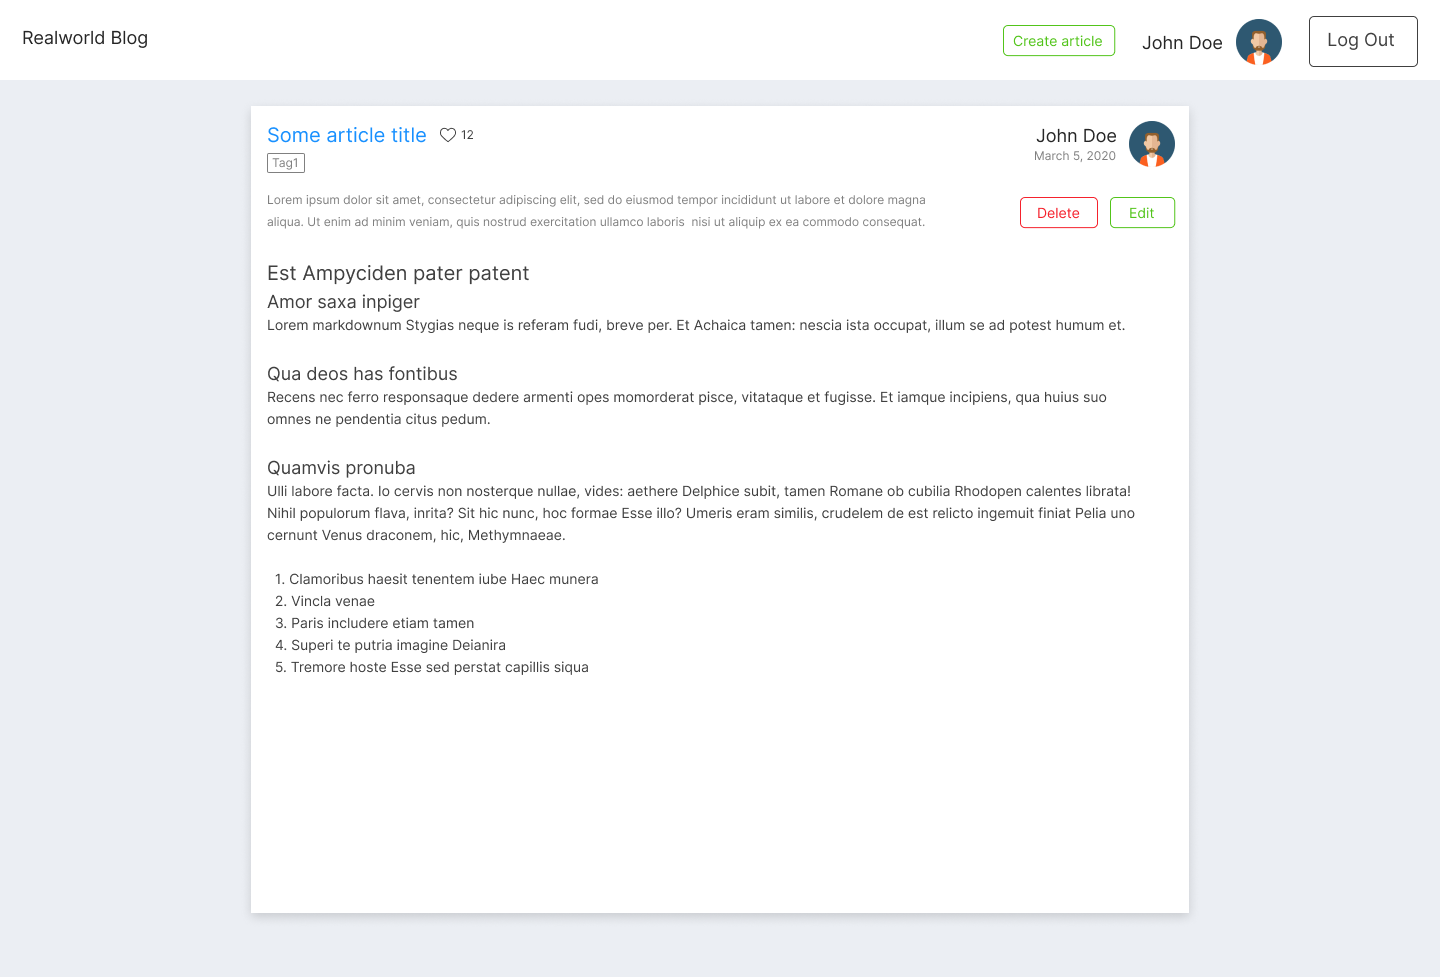 Realworld Blog
Create article
John Doe
Log Out
Some article title
12
John Doe
March 5, 2020
Tag1
Lorem ipsum dolor sit amet, consectetur adipiscing elit, sed do eiusmod tempor incididunt ut labore et dolore magna
aliqua. Ut enim ad minim veniam, quis nostrud exercitation ullamco laboris  nisi ut aliquip ex ea commodo consequat.
Delete
Edit
Est Ampyciden pater patent
Amor saxa inpiger
Lorem markdownum Stygias neque is referam fudi, breve per. Et Achaica tamen: nescia ista occupat, illum se ad potest humum et.
Qua deos has fontibus
Recens nec ferro responsaque dedere armenti opes momorderat pisce, vitataque et fugisse. Et iamque incipiens, qua huius suo
omnes ne pendentia citus pedum.
Quamvis pronuba
Ulli labore facta. Io cervis non nosterque nullae, vides: aethere Delphice subit, tamen Romane ob cubilia Rhodopen calentes librata!
Nihil populorum flava, inrita? Sit hic nunc, hoc formae Esse illo? Umeris eram similis, crudelem de est relicto ingemuit finiat Pelia uno
cernunt Venus draconem, hic, Methymnaeae.
1. Clamoribus haesit tenentem iube Haec munera
2. Vincla venae
3. Paris includere etiam tamen
4. Superi te putria imagine Deianira
5. Tremore hoste Esse sed perstat capillis siqua